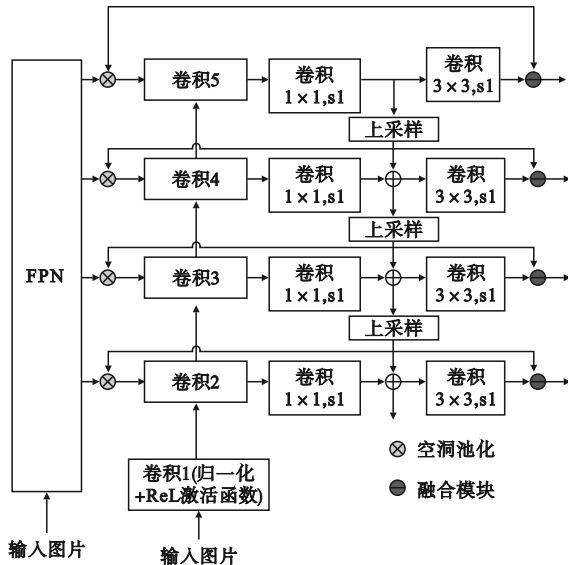 卷积5
卷积
1×1,s1
卷积
3×3,s1
上采样
卷积4
卷积
1×1,s1
卷积
3×3,s1
上采样
FPN
卷积3
卷积
1×1,s1
卷积
3×3,s1
上采样
卷积2
卷积
1×1,s1
卷积
3×3,s1
空洞池化
卷积1(归一化
+ReL激活函数)
融合模块
输入图片
输入图片